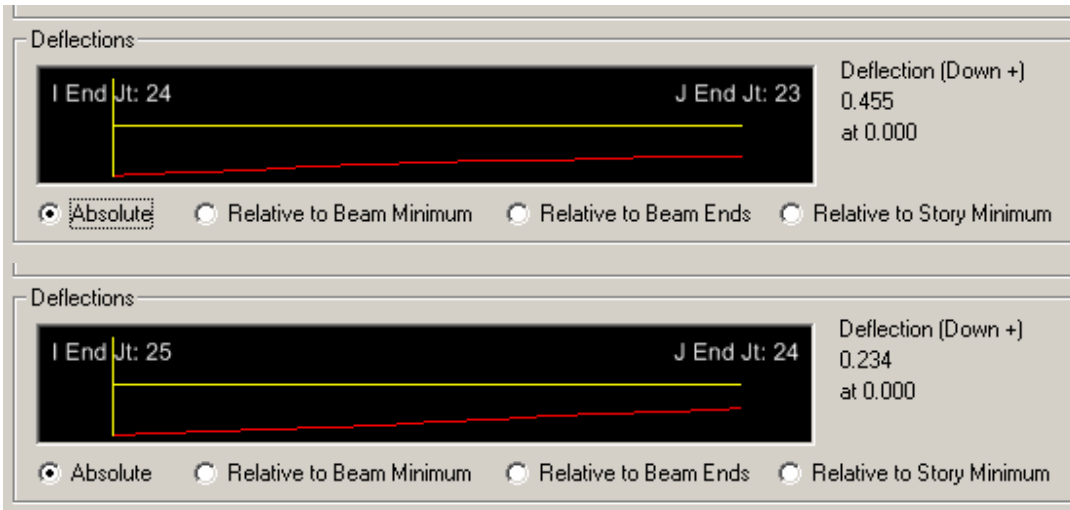 Deflections
I End Jt: 24 J End Jt: 23
Deflection (Down +)
0.455
at 0.000
Absolute Relative to Beam Minimum Relative to Beam Ends Relative to Story Minimum
Deflections
I End Jt: 25 J End Jt: 24
Deflection (Down +)
0.234
at 0.000
Absolute Relative to Beam Minimum Relative to Beam Ends Relative to Story Minimum